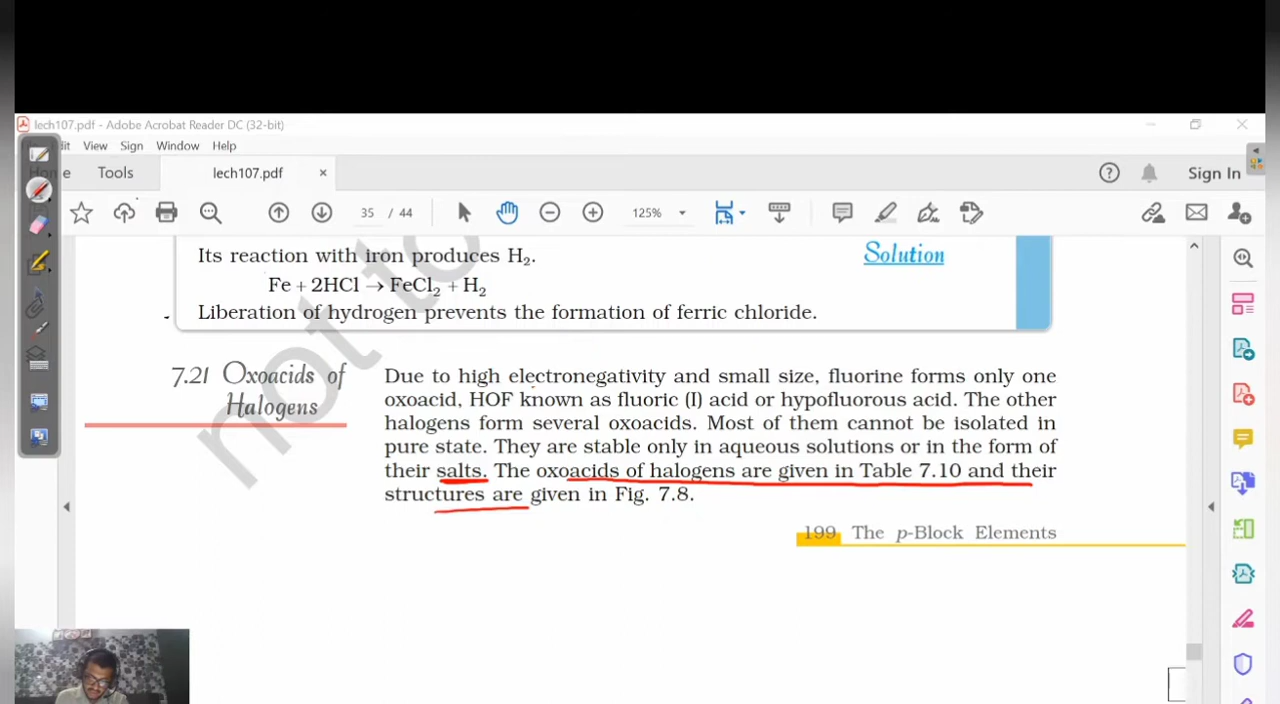 lech107.pdf - Adobe Acrobat Reader DC (32-bit)
View Sign Window Help
Tools lech107.pdf × Sign In
35 / 44 125%
Its reaction with iron produces H₂. Solution
Fe + 2HCl → FeCl₂ + H₂
Liberation of hydrogen prevents the formation of ferric chloride.
7.21 Oxoacids of
Halogens
Due to high electronegativity and small size, fluorine forms only one
oxoacid, HOF known as fluoric (I) acid or hypofluorous acid. The other
halogens form several oxoacids. Most of them cannot be isolated in
pure state. They are stable only in aqueous solutions or in the form of
their salts. The oxoacids of halogens are given in Table 7.10 and their
structures are given in Fig. 7.8.
199 The p-Block Elements
not to